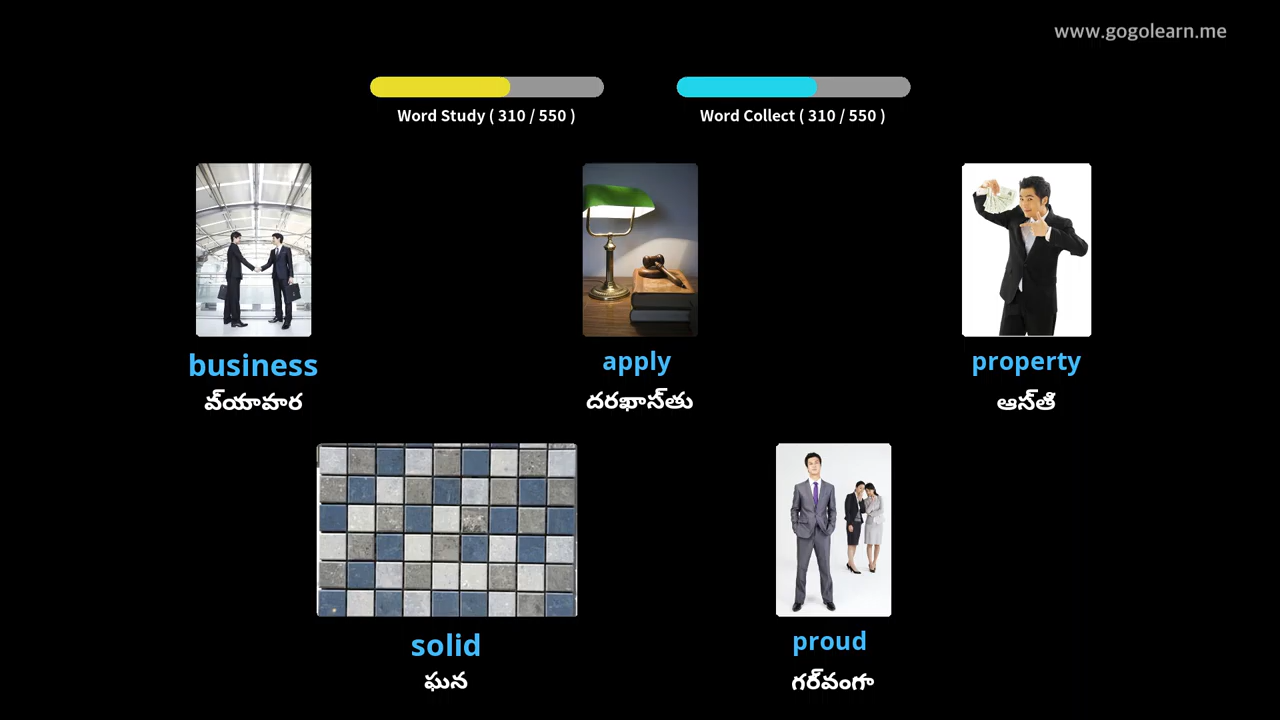 www.gogolearn.me
Word Study ( 310 / 550 )
Word Collect ( 310 / 550 )
business
apply
property
వ్యావార
దరఖాస్తు
ఆస్తి
solid
proud
ఘన
గర్వంగా